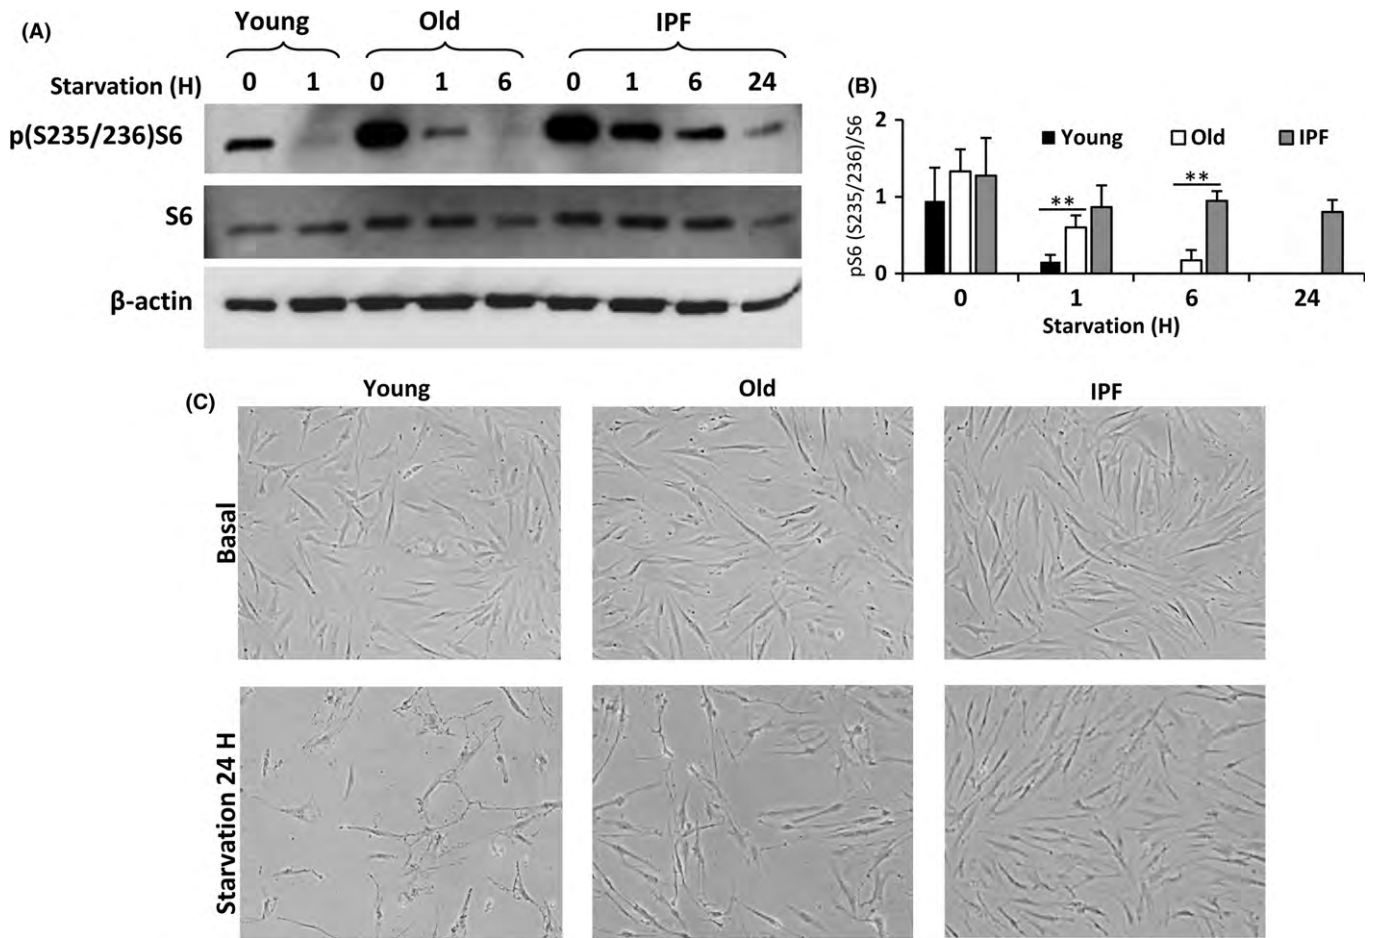 (A)
Young Old IPF
Starvation (H) 0 1 0 1 6 0 1 6 24
p(S235/236)S6
S6
β-actin
(B)
pS6 (S235/236)/S6
2
1
0
Young Old IPF
**
**
0 1 6 24
Starvation (H)
(C)
Young Old IPF
Basal
Starvation 24 H